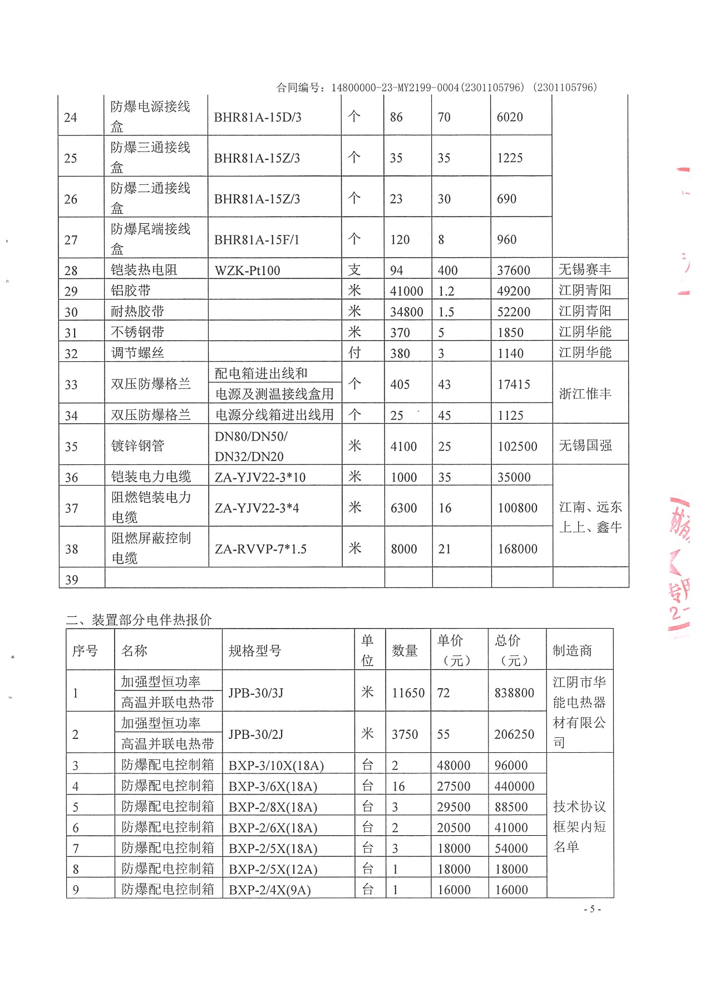 合同编号：14800000-23-MY2199-0004(2301105796) (2301105796)
24 防爆电源接线盒 BHR81A-15D/3 个 86 70 6020
25 防爆三通接线盒 BHR81A-15Z/3 个 35 35 1225
26 防爆二通接线盒 BHR81A-15Z/3 个 23 30 690
27 防爆尾端接线盒 BHR81A-15F/1 个 120 8 960
28 铠装热电阻 WZK-Pt100 支 94 400 37600 无锡赛丰
29 铝胶带 米 41000 1.2 49200 江阴青阳
30 耐热胶带 米 34800 1.5 52200 江阴青阳
31 不锈钢带 米 370 5 1850 江阴华能
32 调节螺丝 付 380 3 1140 江阴华能
33 双压防爆格兰 配电箱进出线和 电源及测温接线盒用 个 405 43 17415 浙江惟丰
34 双压防爆格兰 电源分线箱进出线用 个 25 45 1125
35 镀锌钢管 DN80/DN50/ DN32/DN20 米 4100 25 102500 无锡国强
36 铠装电力电缆 ZA-YJV22-3*10 米 1000 35 35000
37 阻燃铠装电力电缆 ZA-YJV22-3*4 米 6300 16 100800 江南、远东 上上、鑫牛
38 阻燃屏蔽控制电缆 ZA-RVVP-7*1.5 米 8000 21 168000
39
二、装置部分电伴热报价
序号 名称 规格型号 单位 数量 单价（元） 总价（元） 制造商
1 加强型恒功率 高温并联电热带 JPB-30/3J 米 11650 72 838800 江阴市华能电热器材有限公司
2 加强型恒功率 高温并联电热带 JPB-30/2J 米 3750 55 206250
3 防爆配电控制箱 BXP-3/10X(18A) 台 2 48000 96000 技术协议框架内短名单
4 防爆配电控制箱 BXP-3/6X(18A) 台 16 27500 440000
5 防爆配电控制箱 BXP-2/8X(18A) 台 3 29500 88500
6 防爆配电控制箱 BXP-2/6X(18A) 台 2 20500 41000
7 防爆配电控制箱 BXP-2/5X(18A) 台 3 18000 54000
8 防爆配电控制箱 BXP-2/5X(12A) 台 1 18000 18000
9 防爆配电控制箱 BXP-2/4X(9A) 台 1 16000 16000
- 5 -